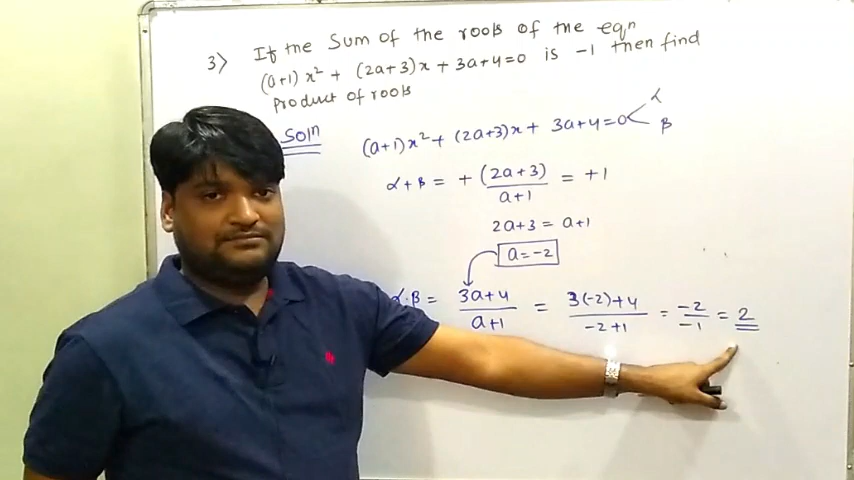 3> If the Sum of the roots of the eqn
(a+1) x² + (2a+3)x + 3a+4=0 is -1 then find
product of roots
Soln (a+1)x²+ (2a+3)x + 3a+4=0 < α
β
α+β = + (2a+3)/a+1 = +1
2a+3 = a+1
a=-2
α·β = 3a+4/a+1 = 3(-2)+4/-2+1 = -2/-1 = 2